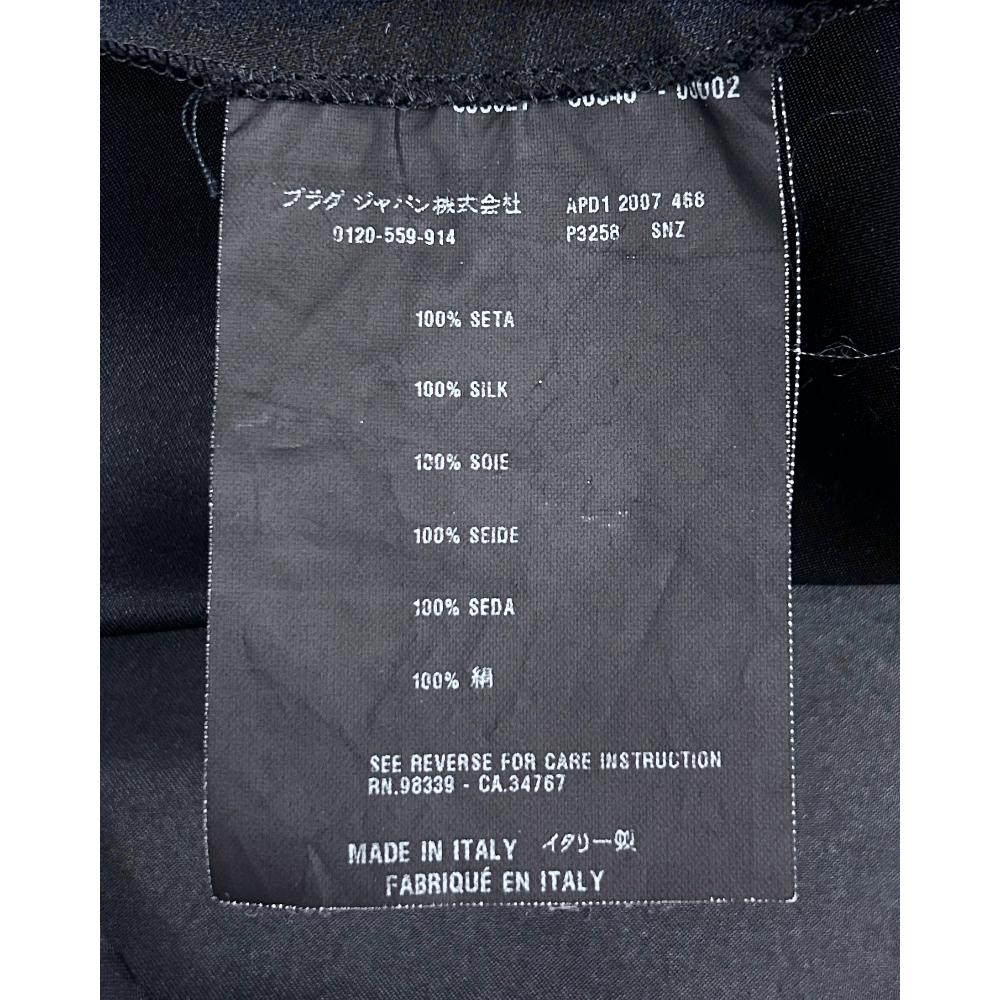 - 00002
プラダ ジャパン株式会社 APD1 2007 468
0120-559-914 P3258 SNZ
100% SETA
100% SILK
100% SOIE
100% SEIDE
100% SEDA
100% 絹
SEE REVERSE FOR CARE INSTRUCTION
RN.98339 - CA.34767
MADE IN ITALY イタリー製
FABRIQUÉ EN ITALY